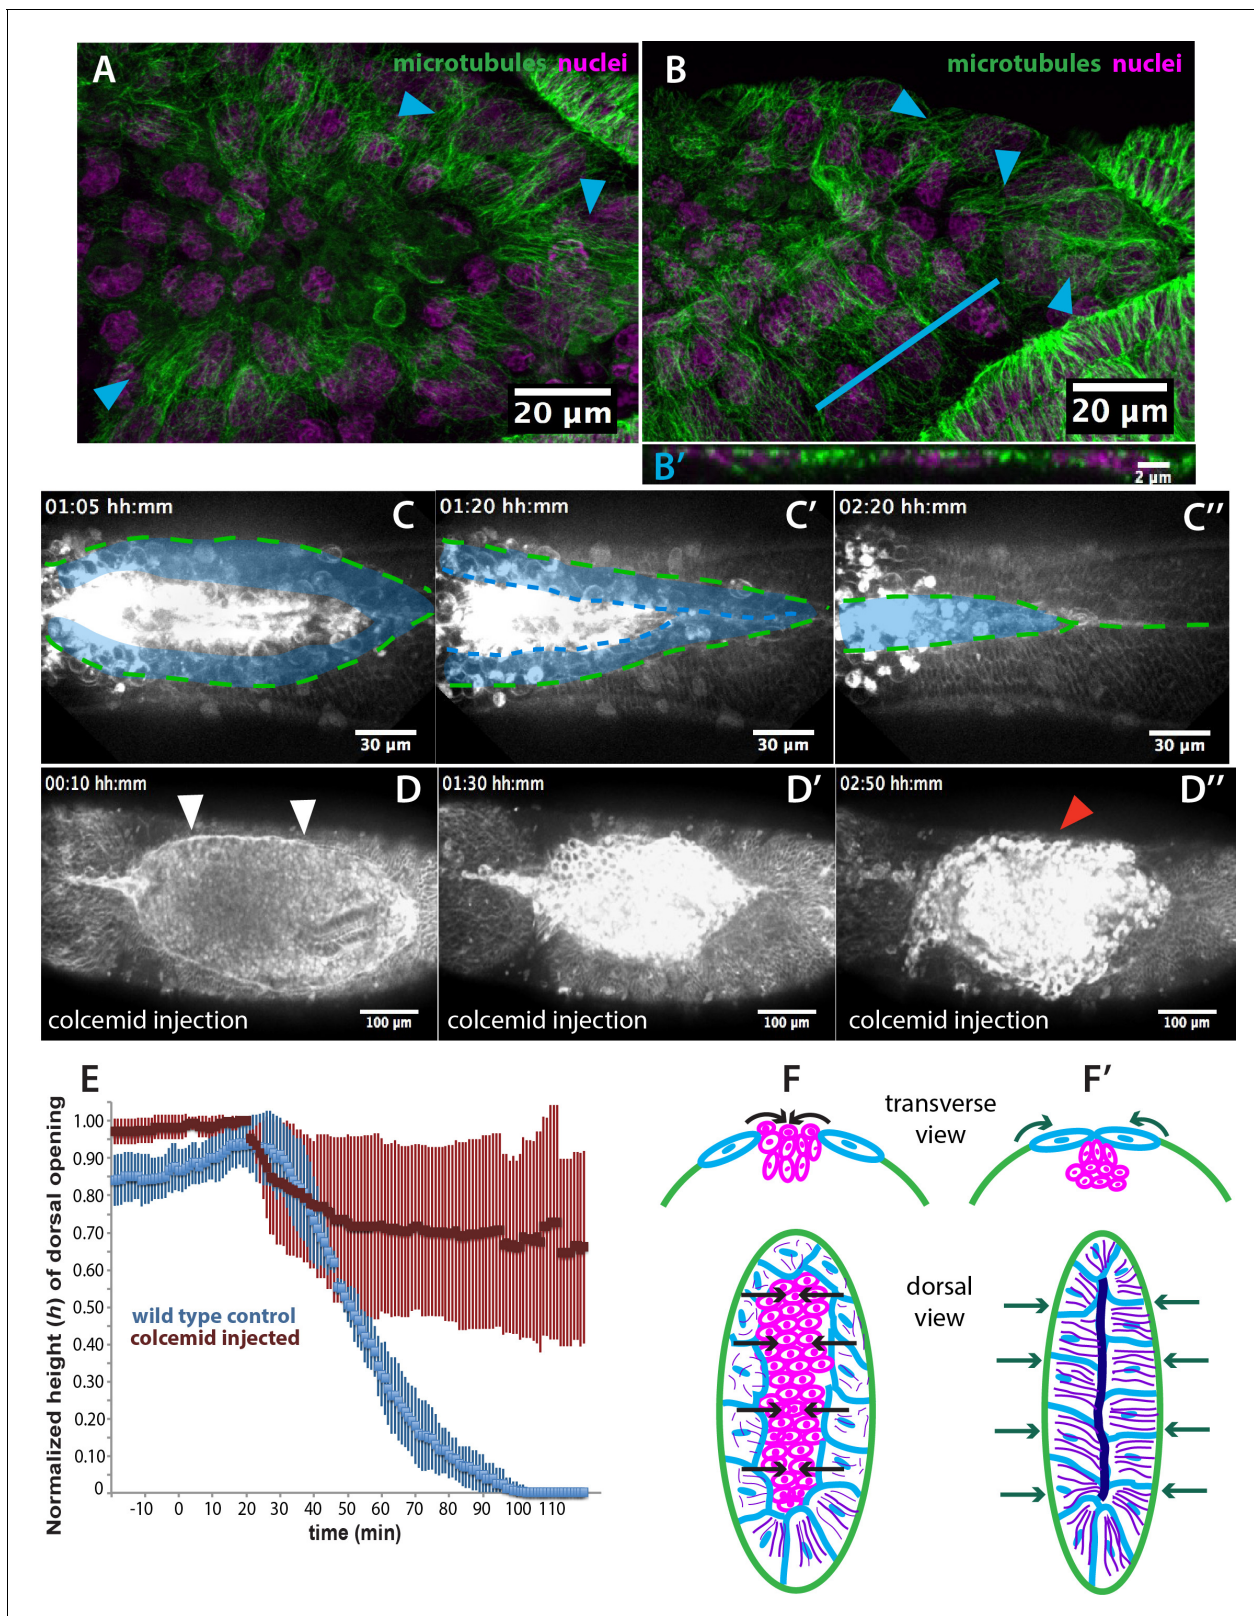 A
microtubules nuclei
20 µm
B
microtubules nuclei
20 µm
B′
2 µm
01:05 hh:mm
C
30 µm
01:20 hh:mm
C′
30 µm
02:20 hh:mm
C′′
30 µm
00:10 hh:mm
D
colcemid injection
100 µm
01:30 hh:mm
D′
colcemid injection
100 µm
02:50 hh:mm
D′′
colcemid injection
100 µm
E
Normalized height (h) of dorsal opening
1.00
0.90
0.80
0.70
0.60
0.50
0.40
0.30
0.20
0.10
0
wild type control
colcemid injected
-10 0 10 20 30 40 50 60 70 80 90 100 110
time (min)
F
F′
transverse
view
dorsal
view